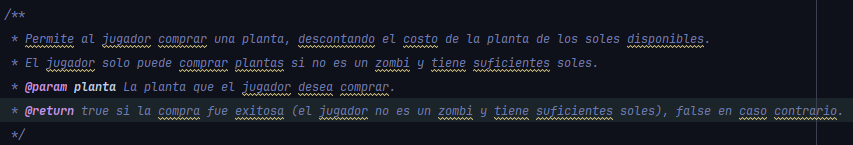 /**
* Permite al jugador comprar una planta, descontando el costo de la planta de los soles disponibles.
* El jugador solo puede comprar plantas si no es un zombi y tiene suficientes soles.
* @param planta La planta que el jugador desea comprar.
* @return true si la compra fue exitosa (el jugador no es un zombi y tiene suficientes soles), false en caso contrario.
*/